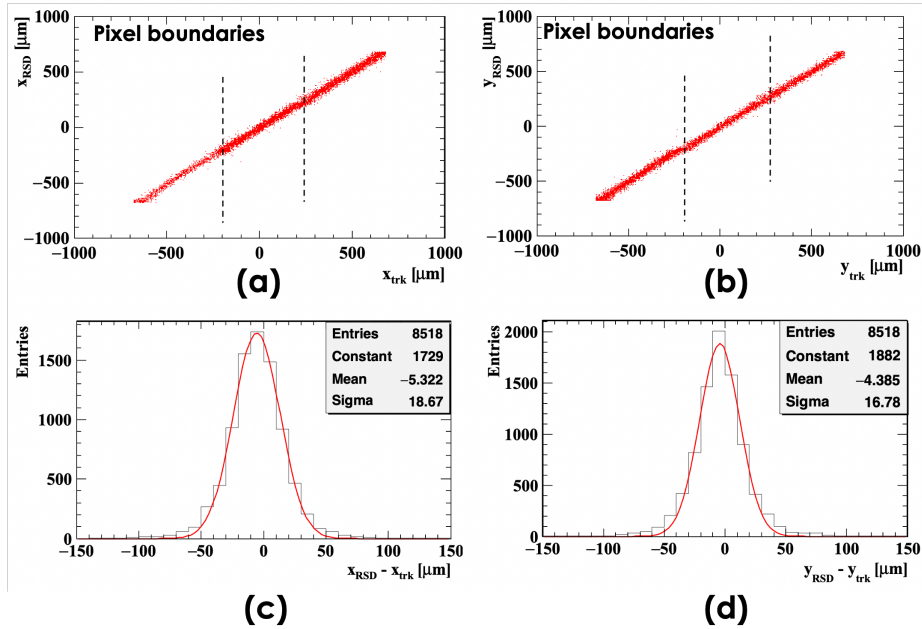 Pixel boundaries
x_RSD [μm]
1000
500
0
−500
−1000
−1000 −500 0 500 1000
x_trk [μm]
(a)
Pixel boundaries
y_RSD [μm]
1000
500
0
−500
−1000
−1000 −500 0 500 1000
y_trk [μm]
(b)
Entries
1500
1000
500
0
−150 −100 −50 0 50 100 150
x_RSD - x_trk [μm]
Entries 8518
Constant 1729
Mean −5.322
Sigma 18.67
(c)
Entries
2000
1500
1000
500
0
−150 −100 −50 0 50 100 150
y_RSD - y_trk [μm]
Entries 8518
Constant 1882
Mean −4.385
Sigma 16.78
(d)